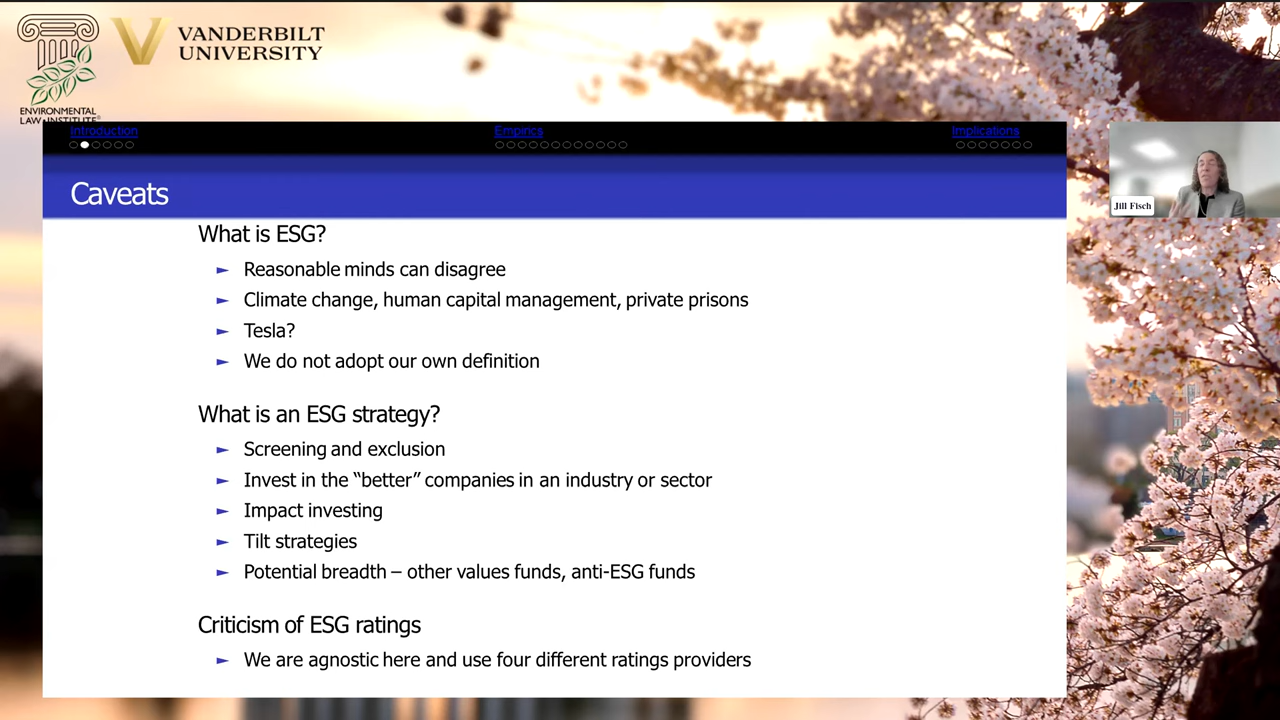 VANDERBILT
UNIVERSITY
ENVIRONMENTAL
LAW INSTITUTE®
Introduction
Empirics
Implications
Caveats
Jill Fisch
What is ESG?
► Reasonable minds can disagree
► Climate change, human capital management, private prisons
► Tesla?
► We do not adopt our own definition
What is an ESG strategy?
► Screening and exclusion
► Invest in the “better” companies in an industry or sector
► Impact investing
► Tilt strategies
► Potential breadth – other values funds, anti-ESG funds
Criticism of ESG ratings
► We are agnostic here and use four different ratings providers